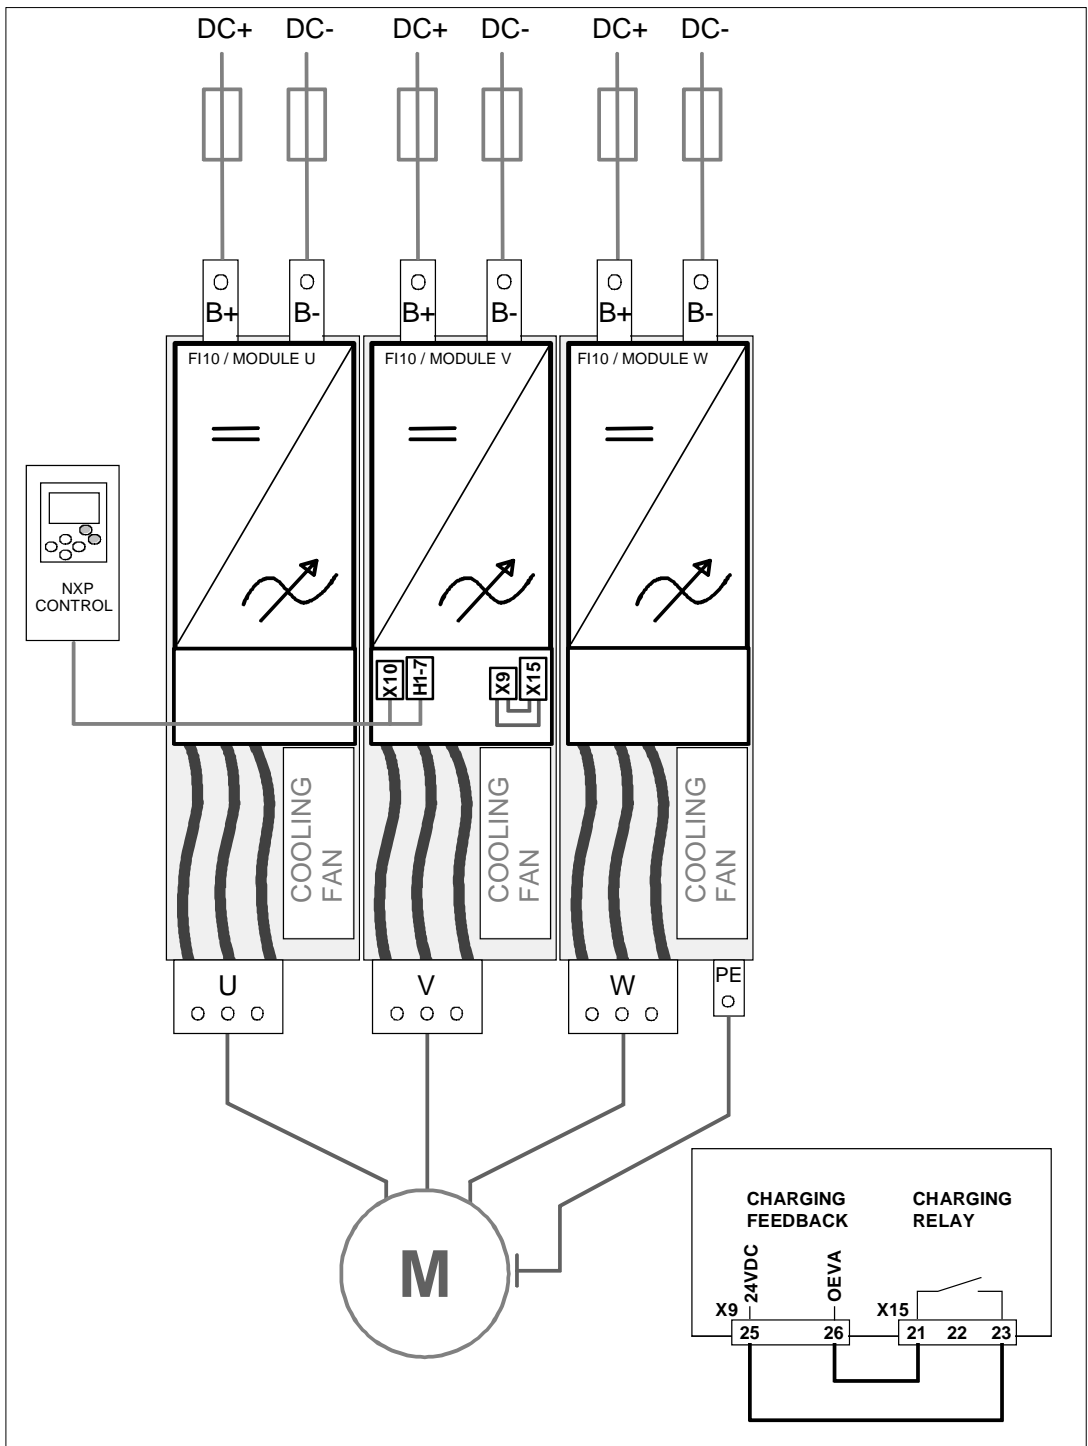 DC+ DC- DC+ DC- DC+ DC-
B+ B- B+ B- B+ B-
FI10 / MODULE U FI10 / MODULE V FI10 / MODULE W
NXP
CONTROL
X10 H1-7 X9 X15
COOLING
FAN
COOLING
FAN
COOLING
FAN
U V W PE
M
CHARGING
FEEDBACK
CHARGING
RELAY
24VDC OEVA
X9 X15
25 26 21 22 23